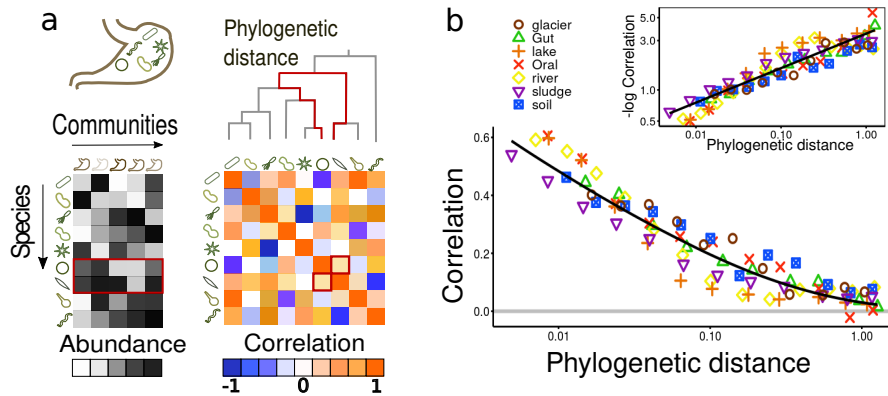 a
Phylogenetic
distance
Communities
Species
Abundance
Correlation
-1
0
1
b
glacier
Gut
lake
Oral
river
sludge
soil
-log Correlation
5.0
3.0
1.0
0.5
0.01
0.10
1.00
Phylogenetic distance
Correlation
0.6
0.4
0.2
0.0
0.01
0.10
1.00
Phylogenetic distance